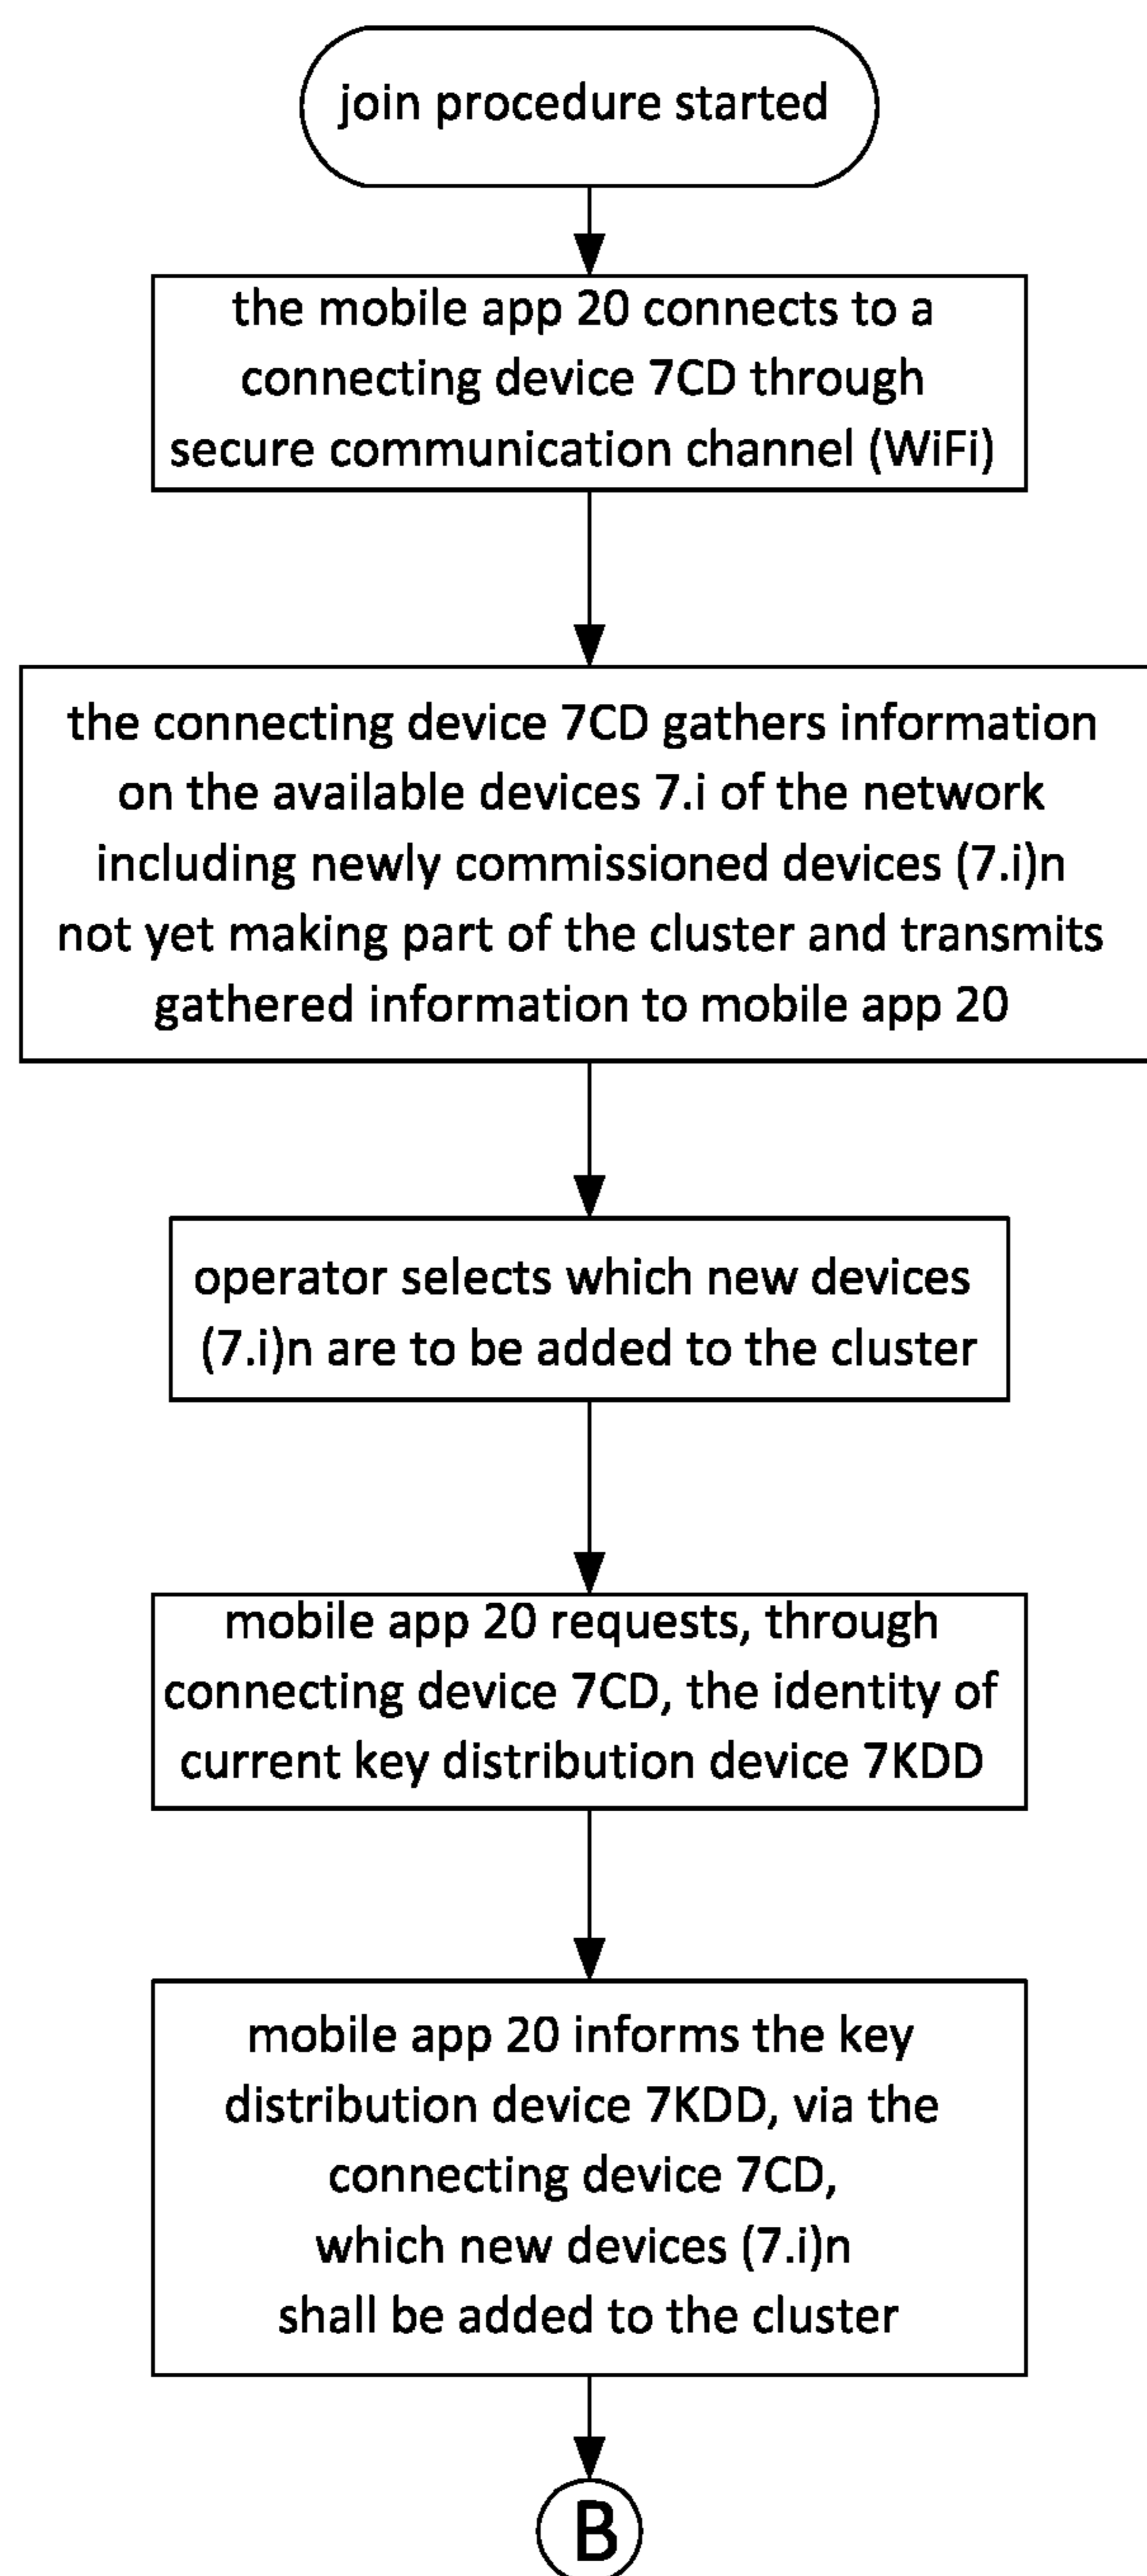 join procedure started
the mobile app 20 connects to a
connecting device 7CD through
secure communication channel (WiFi)
the connecting device 7CD gathers information
on the available devices 7.i of the network
including newly commissioned devices (7.i)n
not yet making part of the cluster and transmits
gathered information to mobile app 20
operator selects which new devices
(7.i)n are to be added to the cluster
mobile app 20 requests, through
connecting device 7CD, the identity of
current key distribution device 7KDD
mobile app 20 informs the key
distribution device 7KDD, via the
connecting device 7CD,
which new devices (7.i)n
shall be added to the cluster
B